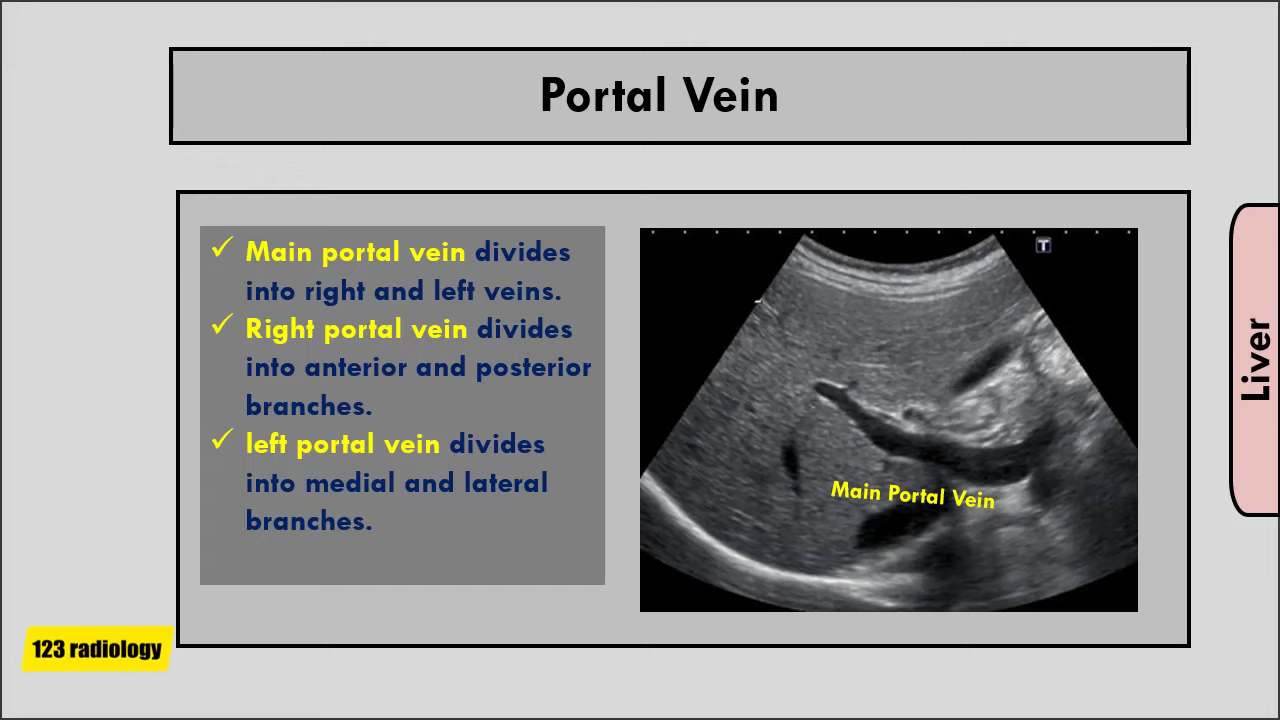 Portal Vein
✓ Main portal vein divides
into right and left veins.
✓ Right portal vein divides
into anterior and posterior
branches.
✓ left portal vein divides
into medial and lateral
branches.
T
Main Portal Vein
Liver
123 radiology